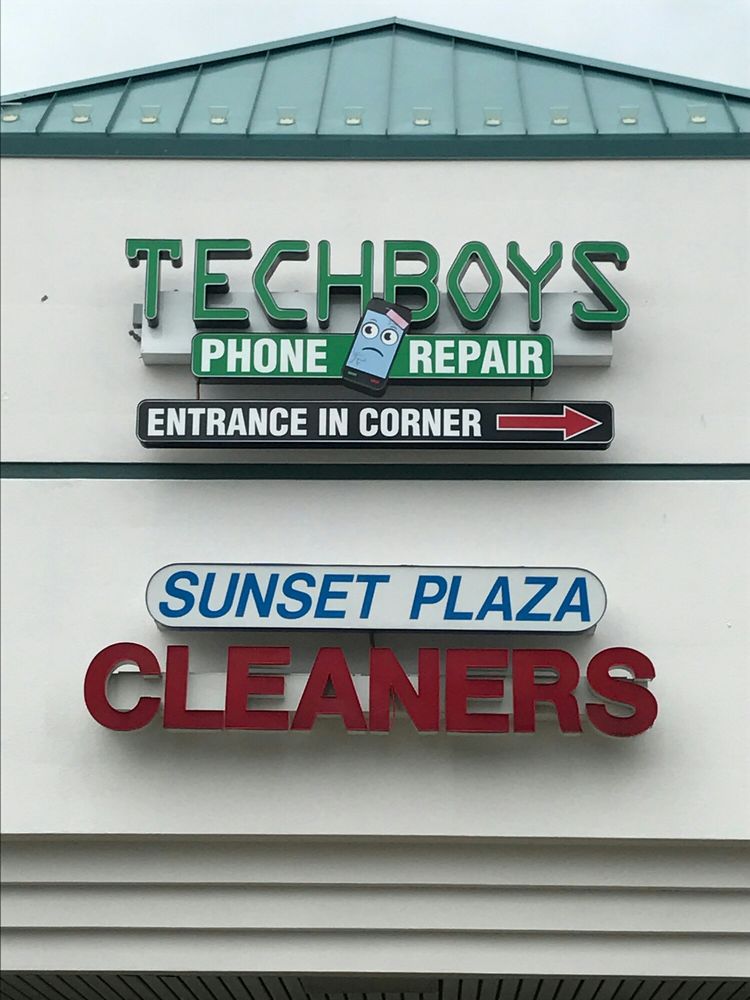 TECHBOYS
PHONE REPAIR
ENTRANCE IN CORNER
SUNSET PLAZA
CLEANERS